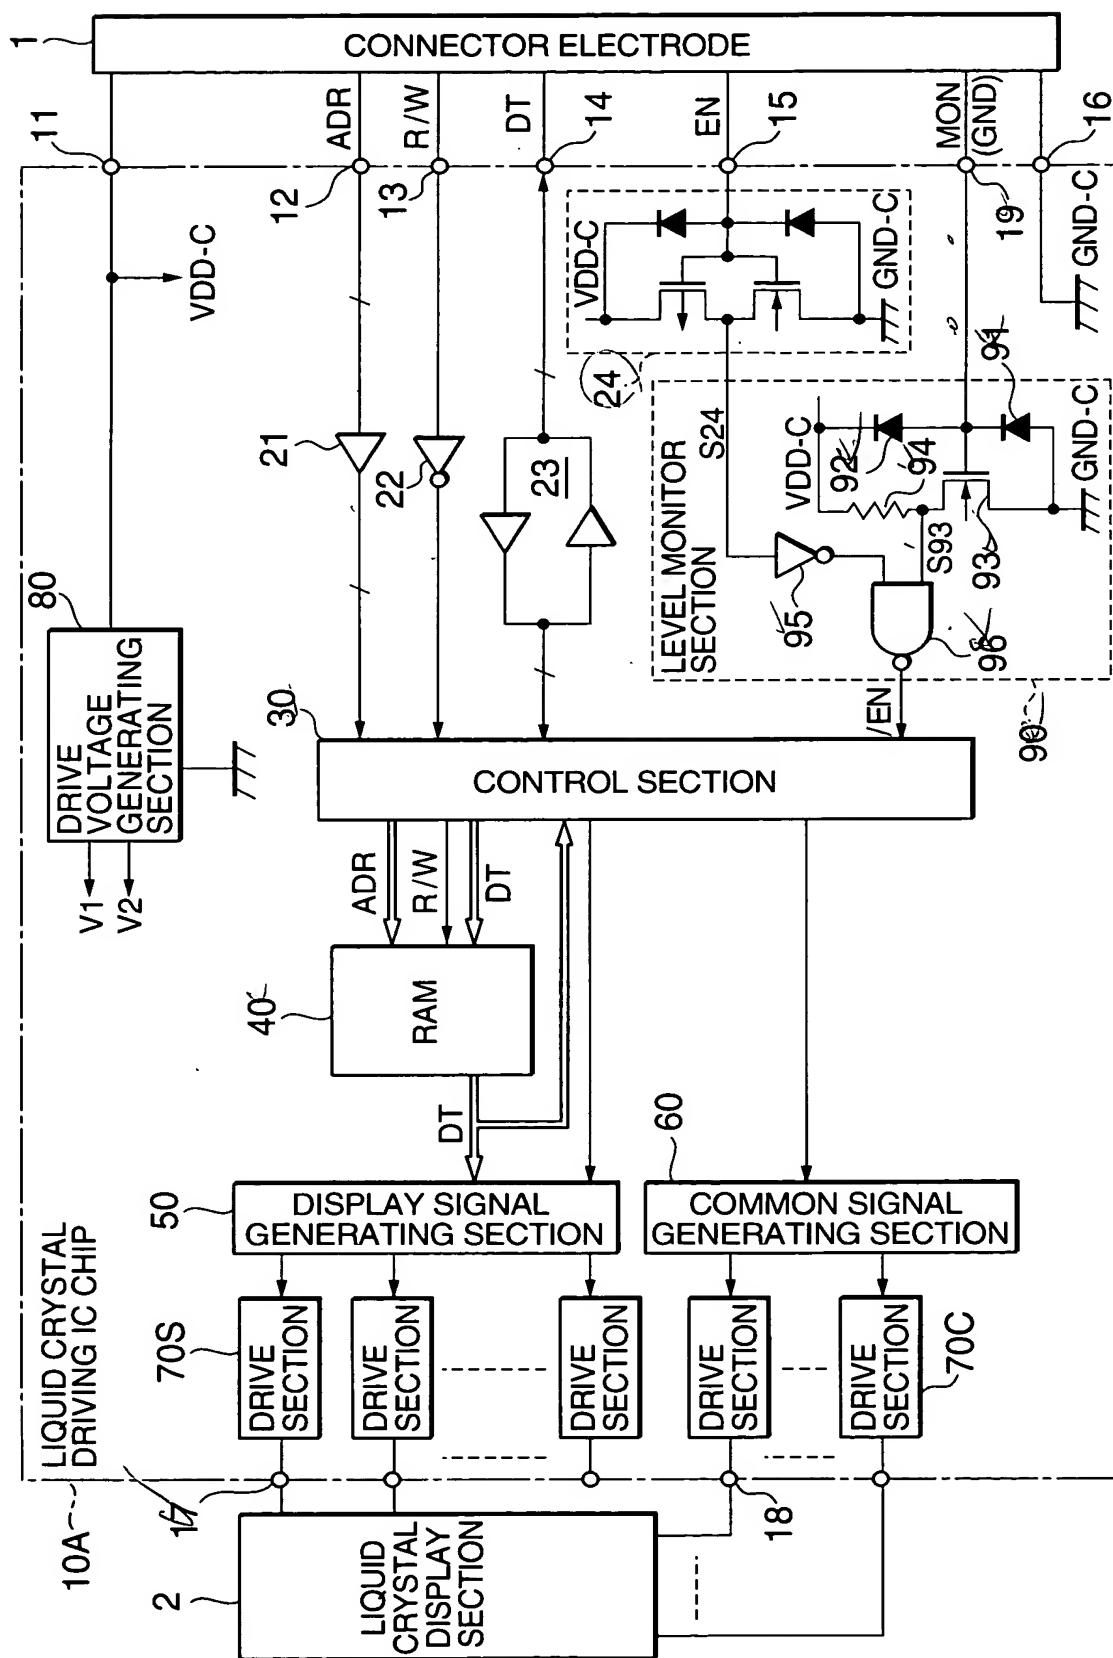 LIQUID CRYSTAL
DRIVING IC CHIP
10A
1
CONNECTOR ELECTRODE
11
12
13
14
15
19
16
ADR
R/W
DT
EN
MON
(GND)
VDD-C
80
DRIVE
VOLTAGE
GENERATING
SECTION
V1
V2
21
22
23
24
VDD-C
GND-C
S24
GND-C
LEVEL MONITOR
SECTION
VDD-C
91
92
94
S93
93
95
96
GND-C
90
/EN
30
CONTROL SECTION
ADR
R/W
DT
40
RAM
DT
50
DISPLAY SIGNAL
GENERATING SECTION
60
COMMON SIGNAL
GENERATING SECTION
70S
DRIVE
SECTION
DRIVE
SECTION
DRIVE
SECTION
DRIVE
SECTION
DRIVE
SECTION
70C
17
18
2
LIQUID
CRYSTAL
DISPLAY
SECTION